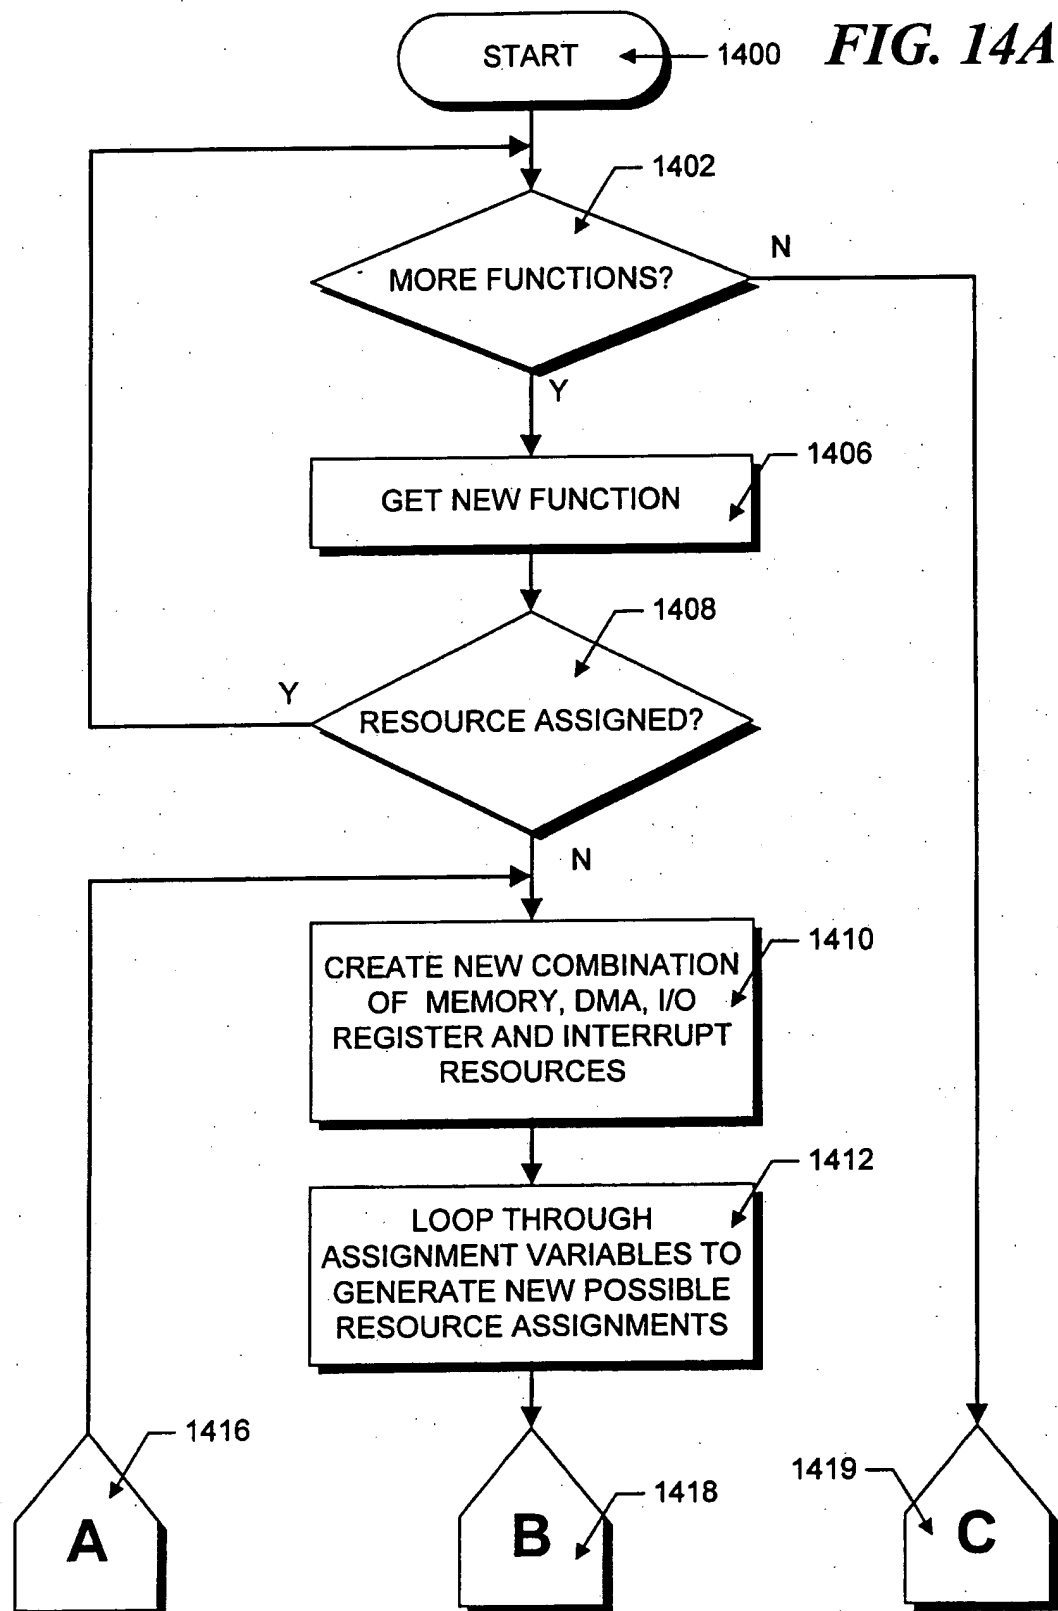 START
1400
FIG. 14A
1402
MORE FUNCTIONS?
N
Y
1406
GET NEW FUNCTION
1408
Y
RESOURCE ASSIGNED?
N
1410
CREATE NEW COMBINATION
OF MEMORY, DMA, I/O
REGISTER AND INTERRUPT
RESOURCES
1412
LOOP THROUGH
ASSIGNMENT VARIABLES TO
GENERATE NEW POSSIBLE
RESOURCE ASSIGNMENTS
1416
A
1418
B
1419
C